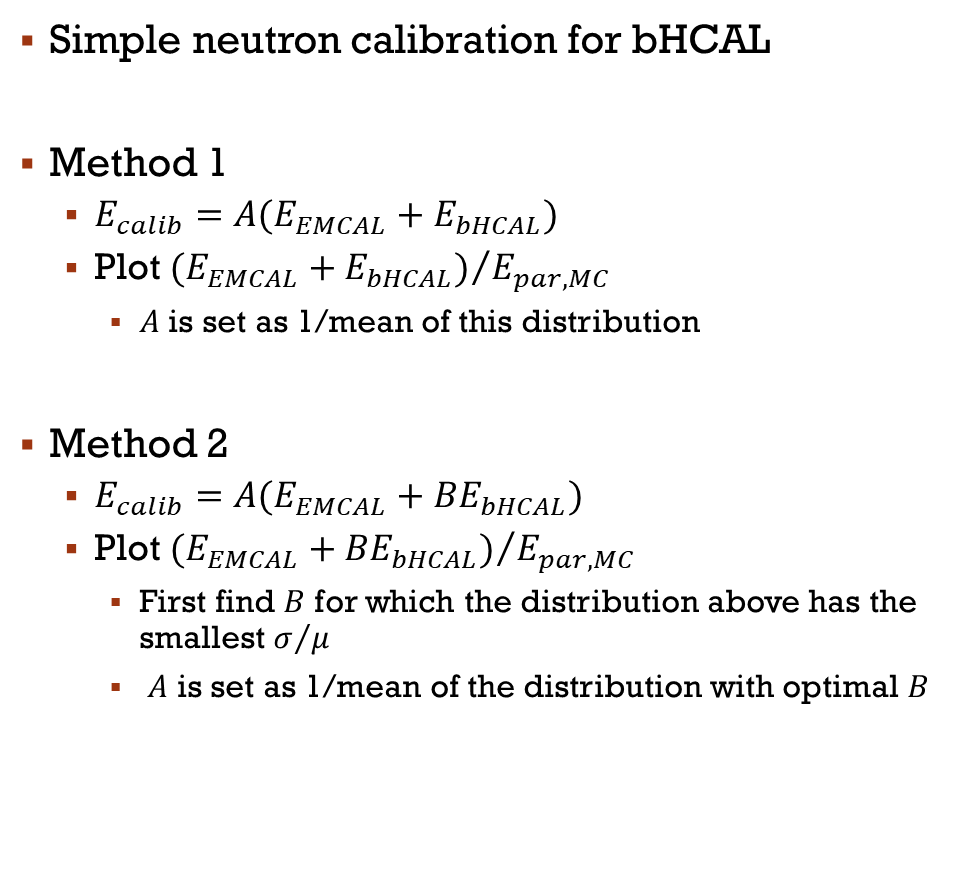 ▪ Simple neutron calibration for bHCAL
▪ Method 1
▪ $E_{calib} = A(E_{EMCAL} + E_{bHCAL})$
▪ Plot $(E_{EMCAL} + E_{bHCAL})/E_{par,MC}$
▪ $A$ is set as 1/mean of this distribution
▪ Method 2
▪ $E_{calib} = A(E_{EMCAL} + BE_{bHCAL})$
▪ Plot $(E_{EMCAL} + BE_{bHCAL})/E_{par,MC}$
▪ First find $B$ for which the distribution above has the
smallest $\sigma/\mu$
▪ $A$ is set as 1/mean of the distribution with optimal $B$